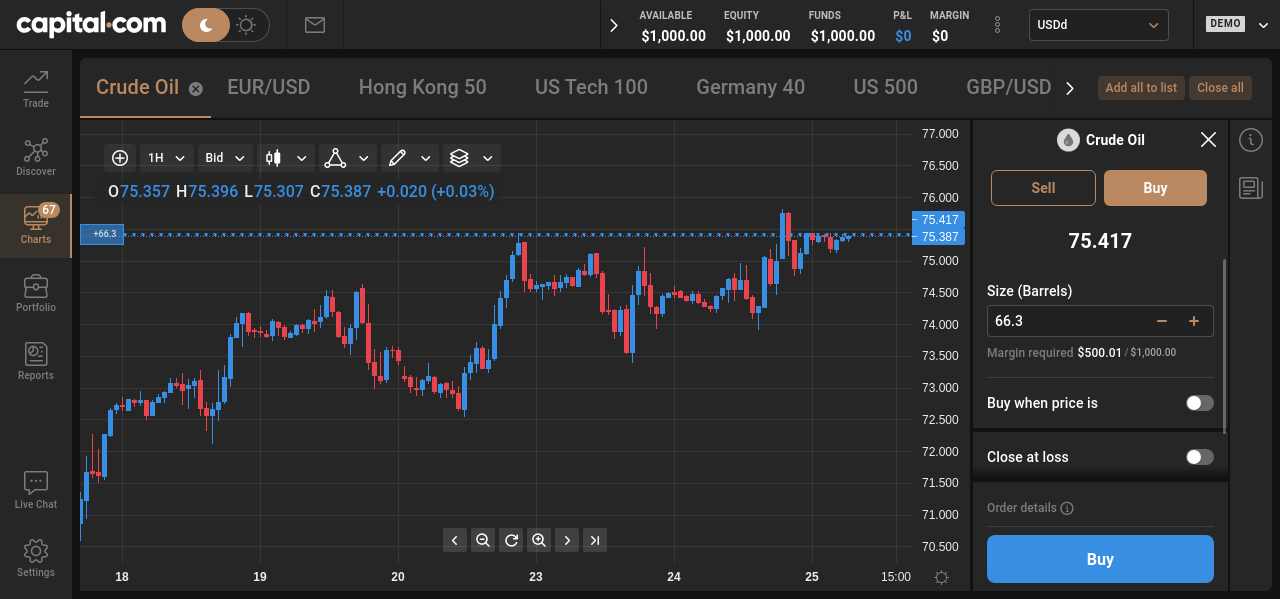 capital.com
AVAILABLE EQUITY FUNDS P&L MARGIN
$1,000.00 $1,000.00 $1,000.00 $0 $0
USDd
DEMO
Trade
Discover
67
Charts
Portfolio
Reports
Live Chat
Settings
Crude Oil EUR/USD Hong Kong 50 US Tech 100 Germany 40 US 500 GBP/USD
Add all to list Close all
1H Bid
O75.357 H75.396 L75.307 C75.387 +0.020 (+0.03%)
+66.3
77.000
76.500
76.000
75.417
75.387
75.000
74.500
74.000
73.500
73.000
72.500
72.000
71.500
71.000
70.500
18 19 20 23 24 25 15:00
Crude Oil
Sell Buy
75.417
Size (Barrels)
66.3
Margin required $500.01 / $1,000.00
Buy when price is
Close at loss
Order details
Buy